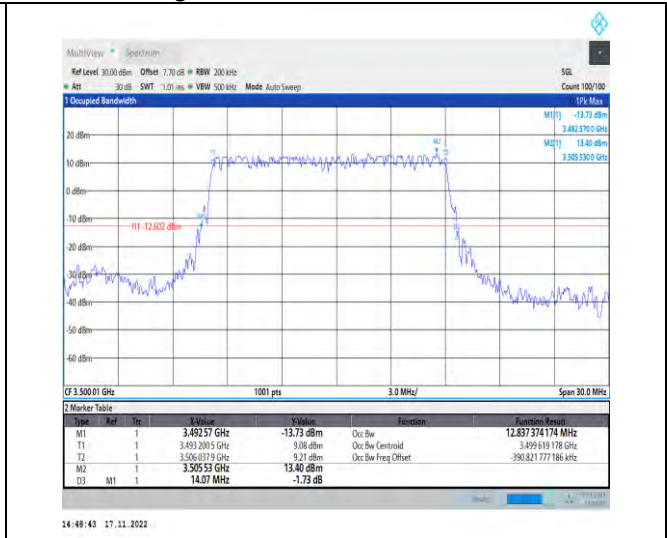 MultiView Spectrum
Ref Level 30.00 dBm Offset 7.70 dB RBW 200 kHz SGL
Att 30 dB SWT 1.01 ms VBW 500 kHz Mode Auto Sweep Count 100/100
1 Occupied Bandwidth 1Pk Max
M1[1] -13.73 dBm
3.492 5700 GHz
M2[1] 13.40 dBm
3.505 5300 GHz
20 dBm
M2
T1 T2
10 dBm
0 dBm
-10 dBm
H1 -12.602 dBm
-20 dBm
-30 dBm
-40 dBm
-50 dBm
-60 dBm
CF 3.500 01 GHz 1001 pts 3.0 MHz/ Span 30.0 MHz
2 Marker Table
Type Ref Trc X-Value Y-Value Function Function Result
M1 1 3.49257 GHz -13.73 dBm Occ Bw 12.837 374 174 MHz
T1 1 3.493 200 5 GHz 9.08 dBm Occ Bw Centroid 3.499 619 178 GHz
T2 1 3.506 037 9 GHz 9.21 dBm Occ Bw Freq Offset -390.821 777 186 kHz
M2 1 3.505 53 GHz 13.40 dBm
D3 M1 1 14.07 MHz -1.73 dB
14:48:43 17.11.2022